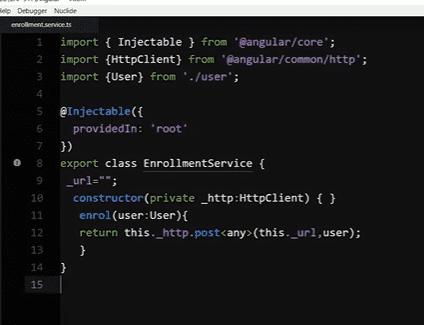 Help Debugger Nuclide
enrollment.service.ts
1 import { Injectable } from '@angular/core';
2 import {HttpClient} from '@angular/common/http';
3 import {User} from './user';
4
5 @Injectable({
6 providedIn: 'root'
7 })
8 export class EnrollmentService {
9 _url="";
10 constructor(private _http:HttpClient) { }
11 enrol(user:User){
12 return this._http.post<any>(this._url,user);
13 }
14 }
15